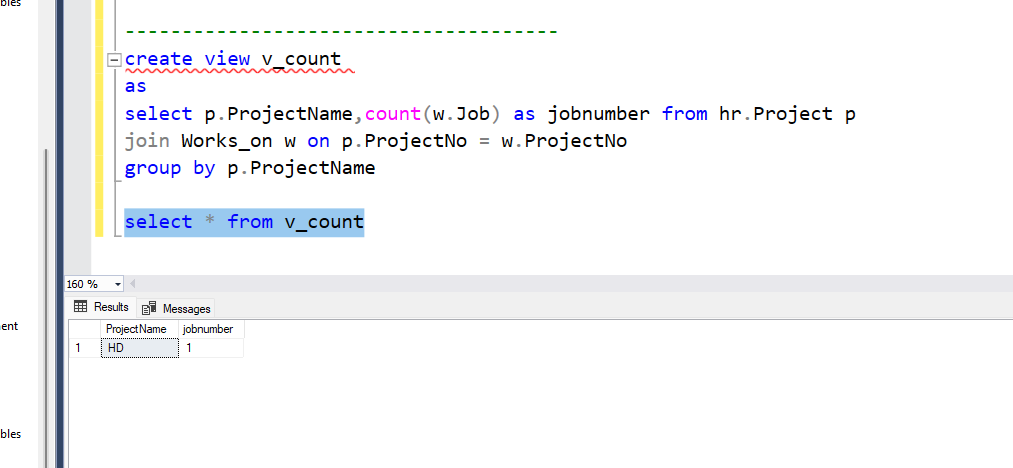 bles
--------------------------------------
create view v_count
as
select p.ProjectName,count(w.Job) as jobnumber from hr.Project p
join Works_on w on p.ProjectNo = w.ProjectNo
group by p.ProjectName
select * from v_count
160 %
Results Messages
ProjectName jobnumber
1 HD 1
ent
bles